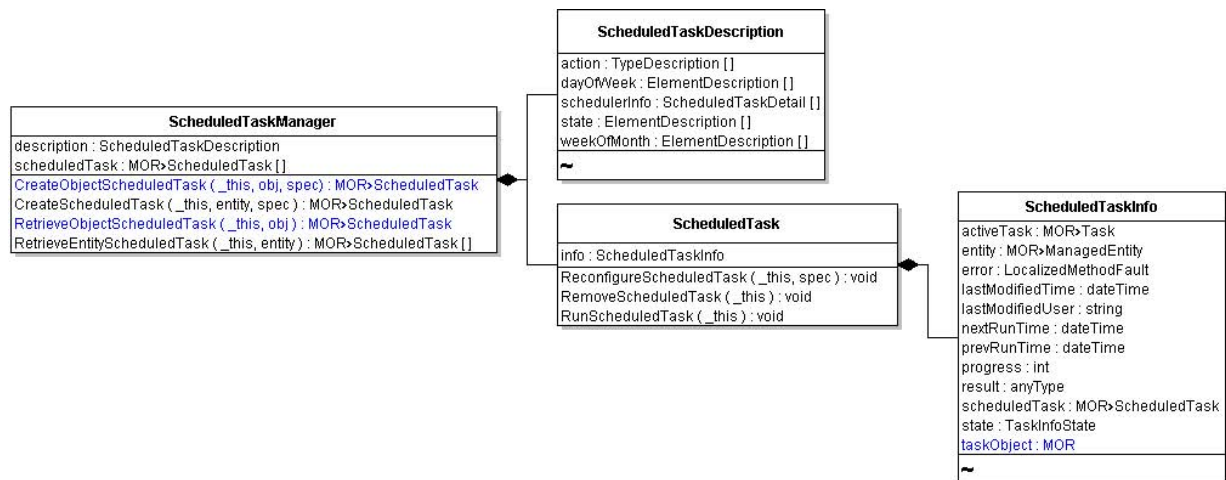 ScheduledTaskDescription
action : TypeDescription [ ]
dayOfWeek : ElementDescription [ ]
schedulerInfo : ScheduledTaskDetail [ ]
state : ElementDescription [ ]
weekOfMonth : ElementDescription [ ]
~
ScheduledTaskManager
description : ScheduledTaskDescription
scheduledTask : MOR>ScheduledTask [ ]
CreateObjectScheduledTask ( _this, obj, spec) : MOR>ScheduledTask
CreateScheduledTask ( _this, entity, spec ) : MOR>ScheduledTask
RetrieveObjectScheduledTask ( _this, obj ) : MOR>ScheduledTask
RetrieveEntityScheduledTask ( _this, entity ) : MOR>ScheduledTask [ ]
ScheduledTask
info : ScheduledTaskInfo
ReconfigureScheduledTask ( _this, spec ) : void
RemoveScheduledTask ( _this ) : void
RunScheduledTask ( _this ) : void
ScheduledTaskInfo
activeTask : MOR>Task
entity : MOR>ManagedEntity
error : LocalizedMethodFault
lastModifiedTime : dateTime
lastModifiedUser : string
nextRunTime : dateTime
prevRunTime : dateTime
progress : int
result : anyType
scheduledTask : MOR>ScheduledTask
state : TaskInfoState
taskObject : MOR
~